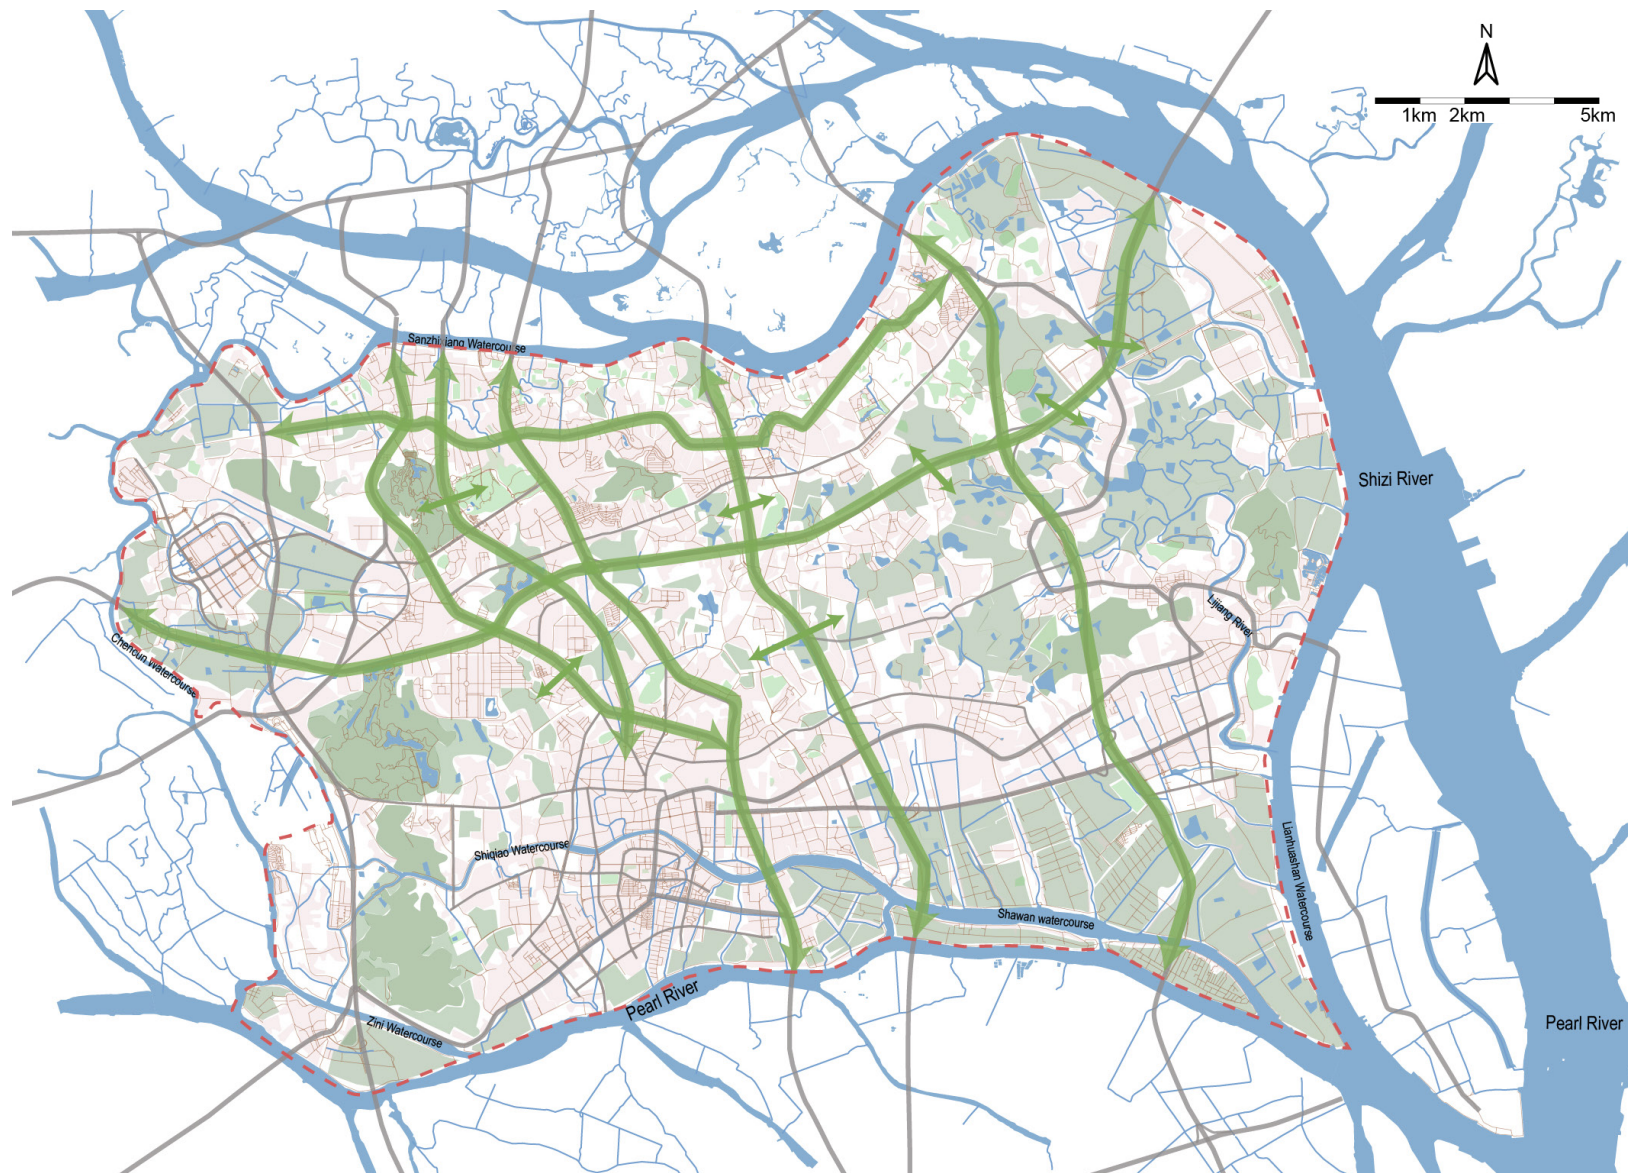 N
1km 2km 5km
Sanzhixiang Watercourse
Shizi River
Lijiang River
Chencun Watercourse
Shiqiao Watercourse
Lianhuashan Watercourse
Shawan watercourse
Pearl River
Pearl River
Zini Watercourse